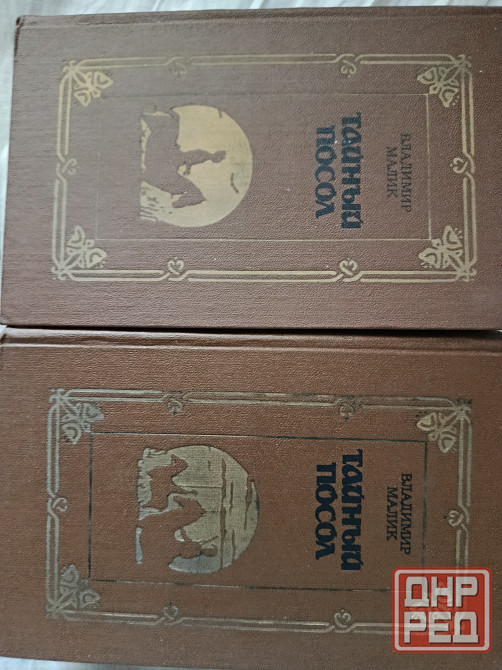 ВЛАДИМИР
МАЛИК
ТАЙНЫЙ
ПОСОЛ
ВЛАДИМИР
МАЛИК
ТАЙНЫЙ
ПОСОЛ
ДНР
РЕД